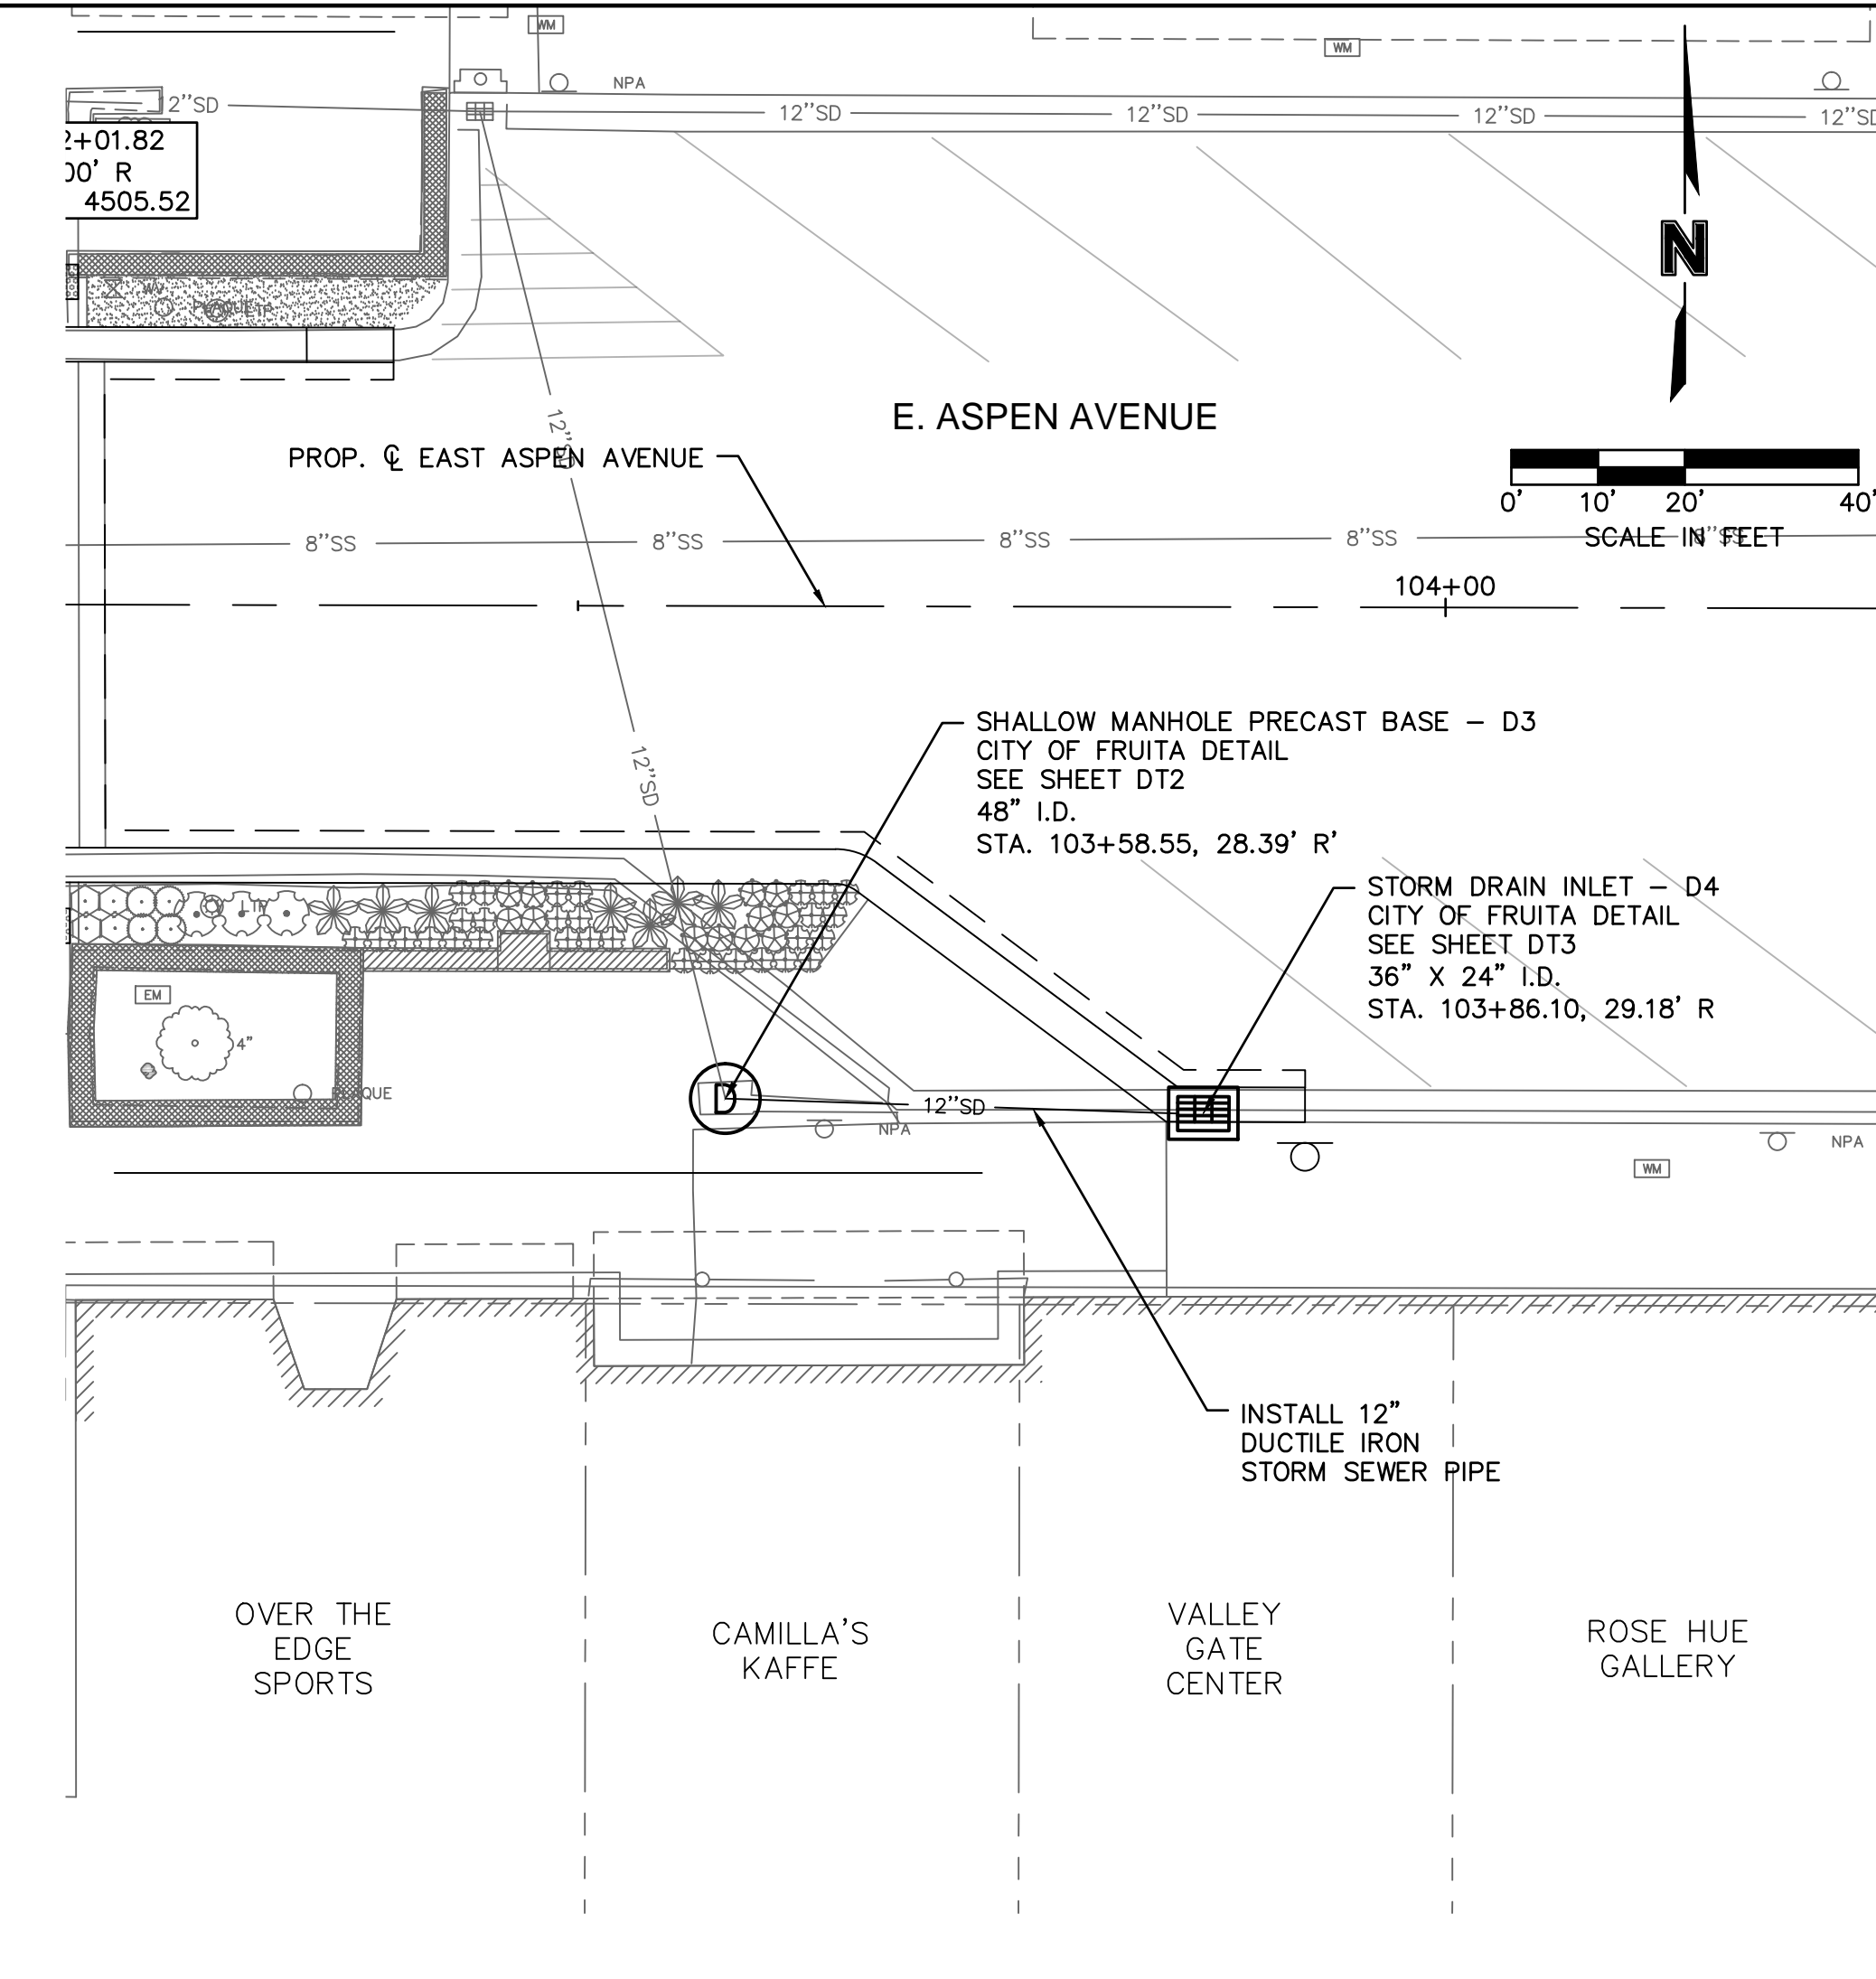 WM
WM
NPA
12"SD
12"SD
12"SD
12"SD
2+01.82
00' R
4505.52
N
WV
E. ASPEN AVENUE
12"SD
PROP. ℄ EAST ASPEN AVENUE
0' 10' 20' 40'
SCALE IN FEET
8"SS
8"SS
8"SS
8"SS
8"SS
104+00
12"SD
SHALLOW MANHOLE PRECAST BASE – D3
CITY OF FRUITA DETAIL
SEE SHEET DT2
48" I.D.
STA. 103+58.55, 28.39' R'
STORM DRAIN INLET – D4
CITY OF FRUITA DETAIL
SEE SHEET DT3
36" X 24" I.D.
STA. 103+86.10, 29.18' R
EM
4"
PLAQUE
D
12"SD
NPA
NPA
WM
INSTALL 12"
DUCTILE IRON
STORM SEWER PIPE
OVER THE
EDGE
SPORTS
CAMILLA'S
KAFFE
VALLEY
GATE
CENTER
ROSE HUE
GALLERY